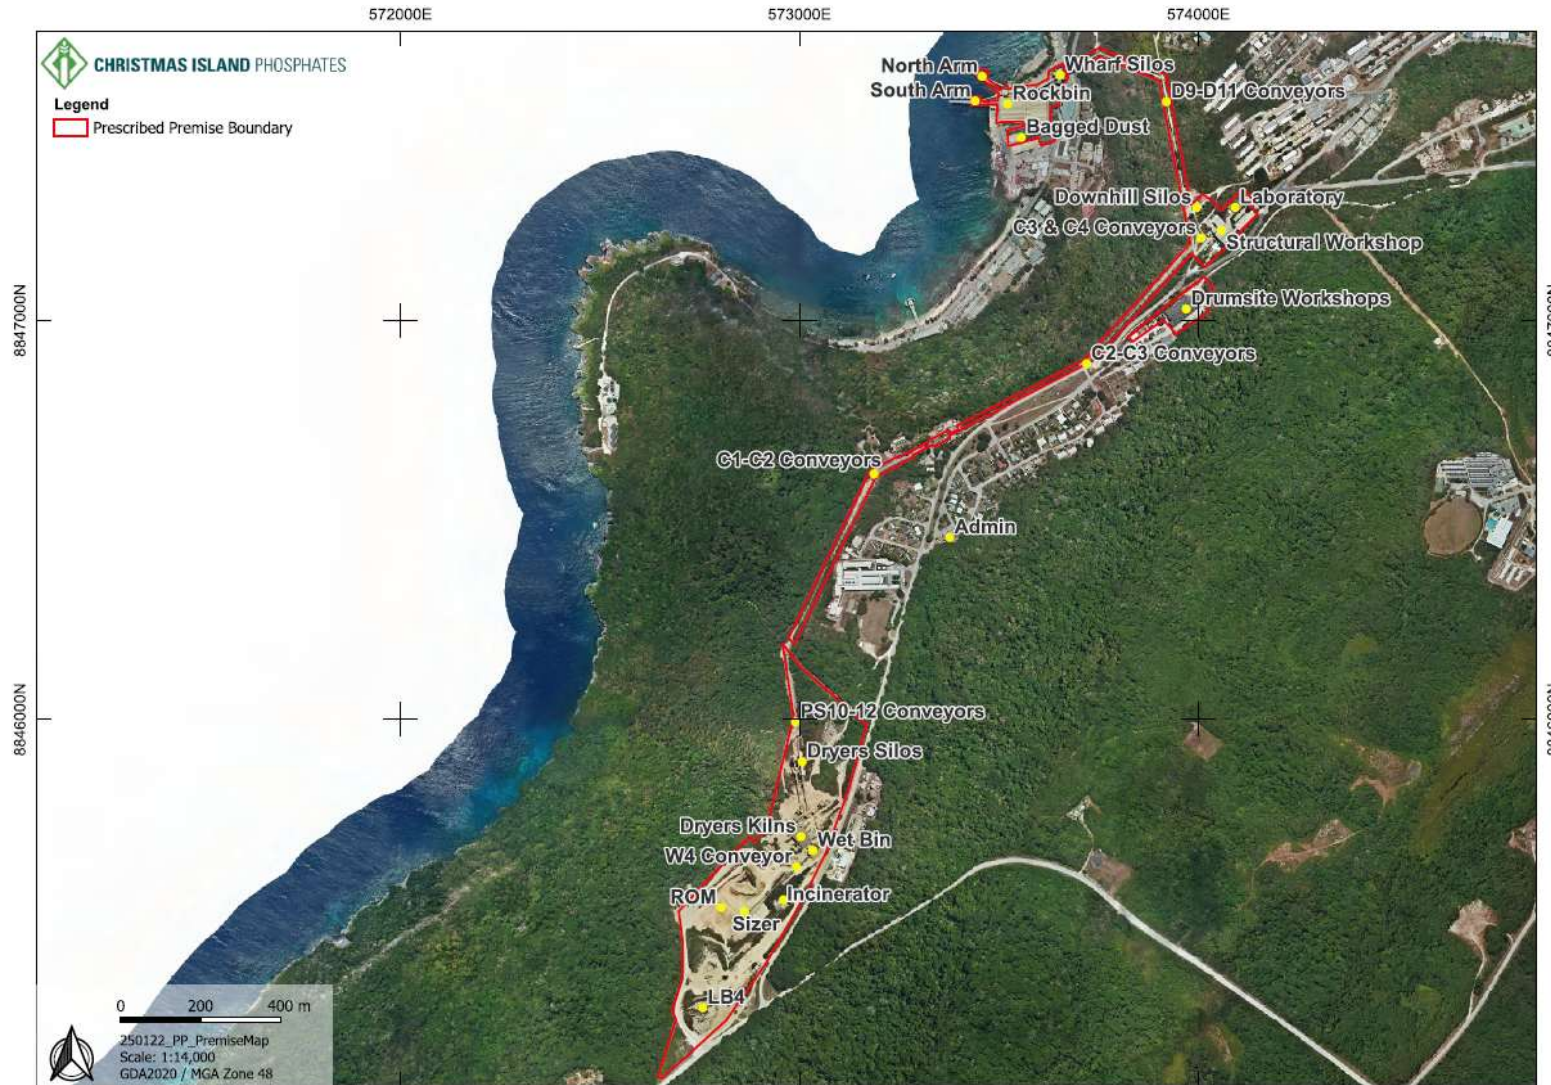 572000E
573000E
574000E
CHRISTMAS ISLAND PHOSPHATES
Legend
Prescribed Premise Boundary
North Arm
Wharf Silos
South Arm
Rockbin
D9-D11 Conveyors
Bagged Dust
Downhill Silos
Laboratory
C3 & C4 Conveyors
Structural Workshop
Drumsite Workshops
8847000N
C2-C3 Conveyors
C1-C2 Conveyors
Admin
8846000N
PS10-12 Conveyors
Dryers Silos
Dryers Kilns
Wet Bin
W4 Conveyor
ROM
Incinerator
Sizer
LB4
0 200 400 m
250122_PP_PremiseMap
Scale: 1:14,000
GDA2020 / MGA Zone 48